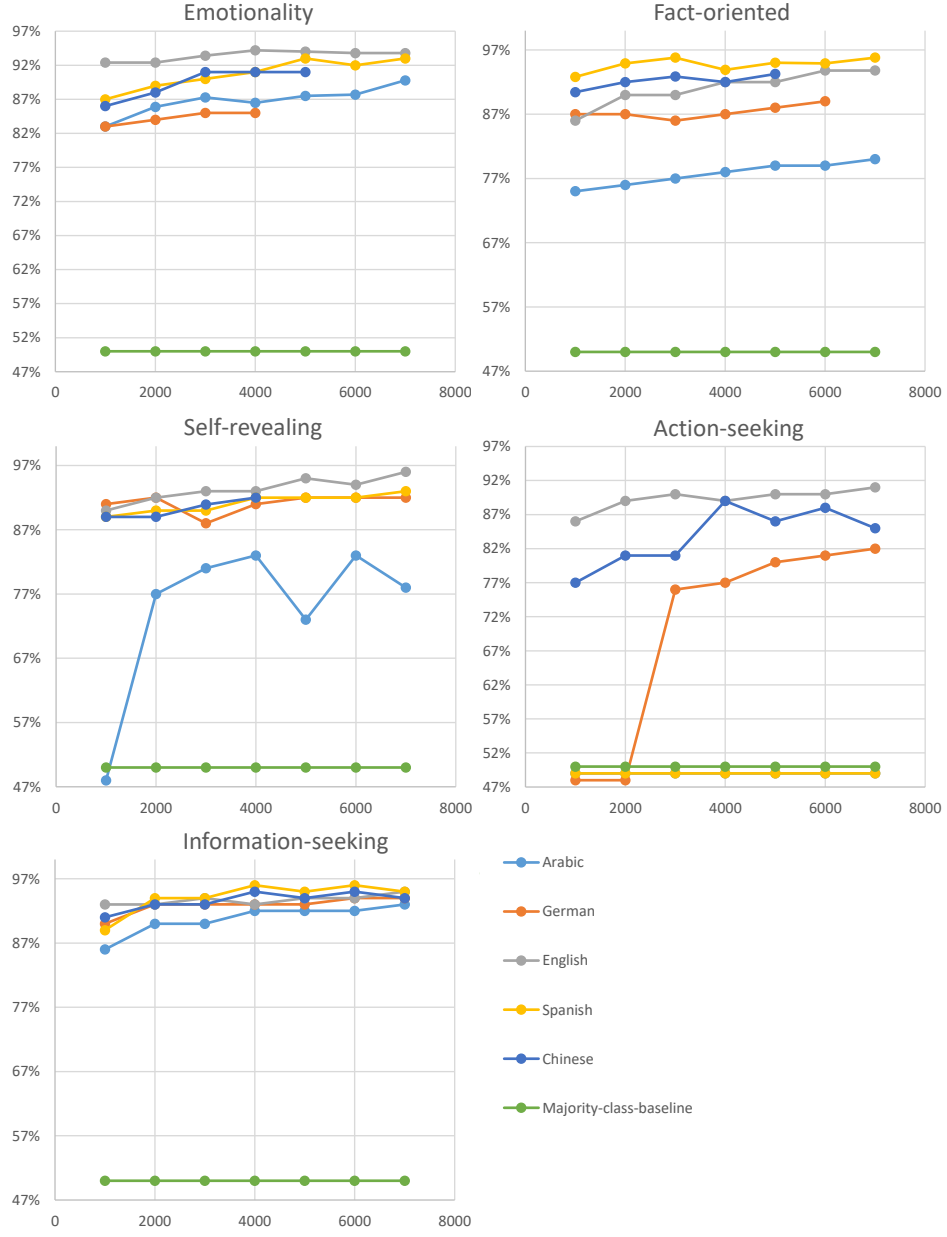 Emotionality
97%
92%
87%
82%
77%
72%
67%
62%
57%
52%
47%
0 2000 4000 6000 8000
Fact-oriented
97%
87%
77%
67%
57%
47%
0 2000 4000 6000 8000
Self-revealing
97%
87%
77%
67%
57%
47%
0 2000 4000 6000 8000
Action-seeking
97%
92%
87%
82%
77%
72%
67%
62%
57%
52%
47%
0 2000 4000 6000 8000
Information-seeking
97%
87%
77%
67%
57%
47%
0 2000 4000 6000 8000
Arabic
German
English
Spanish
Chinese
Majority-class-baseline